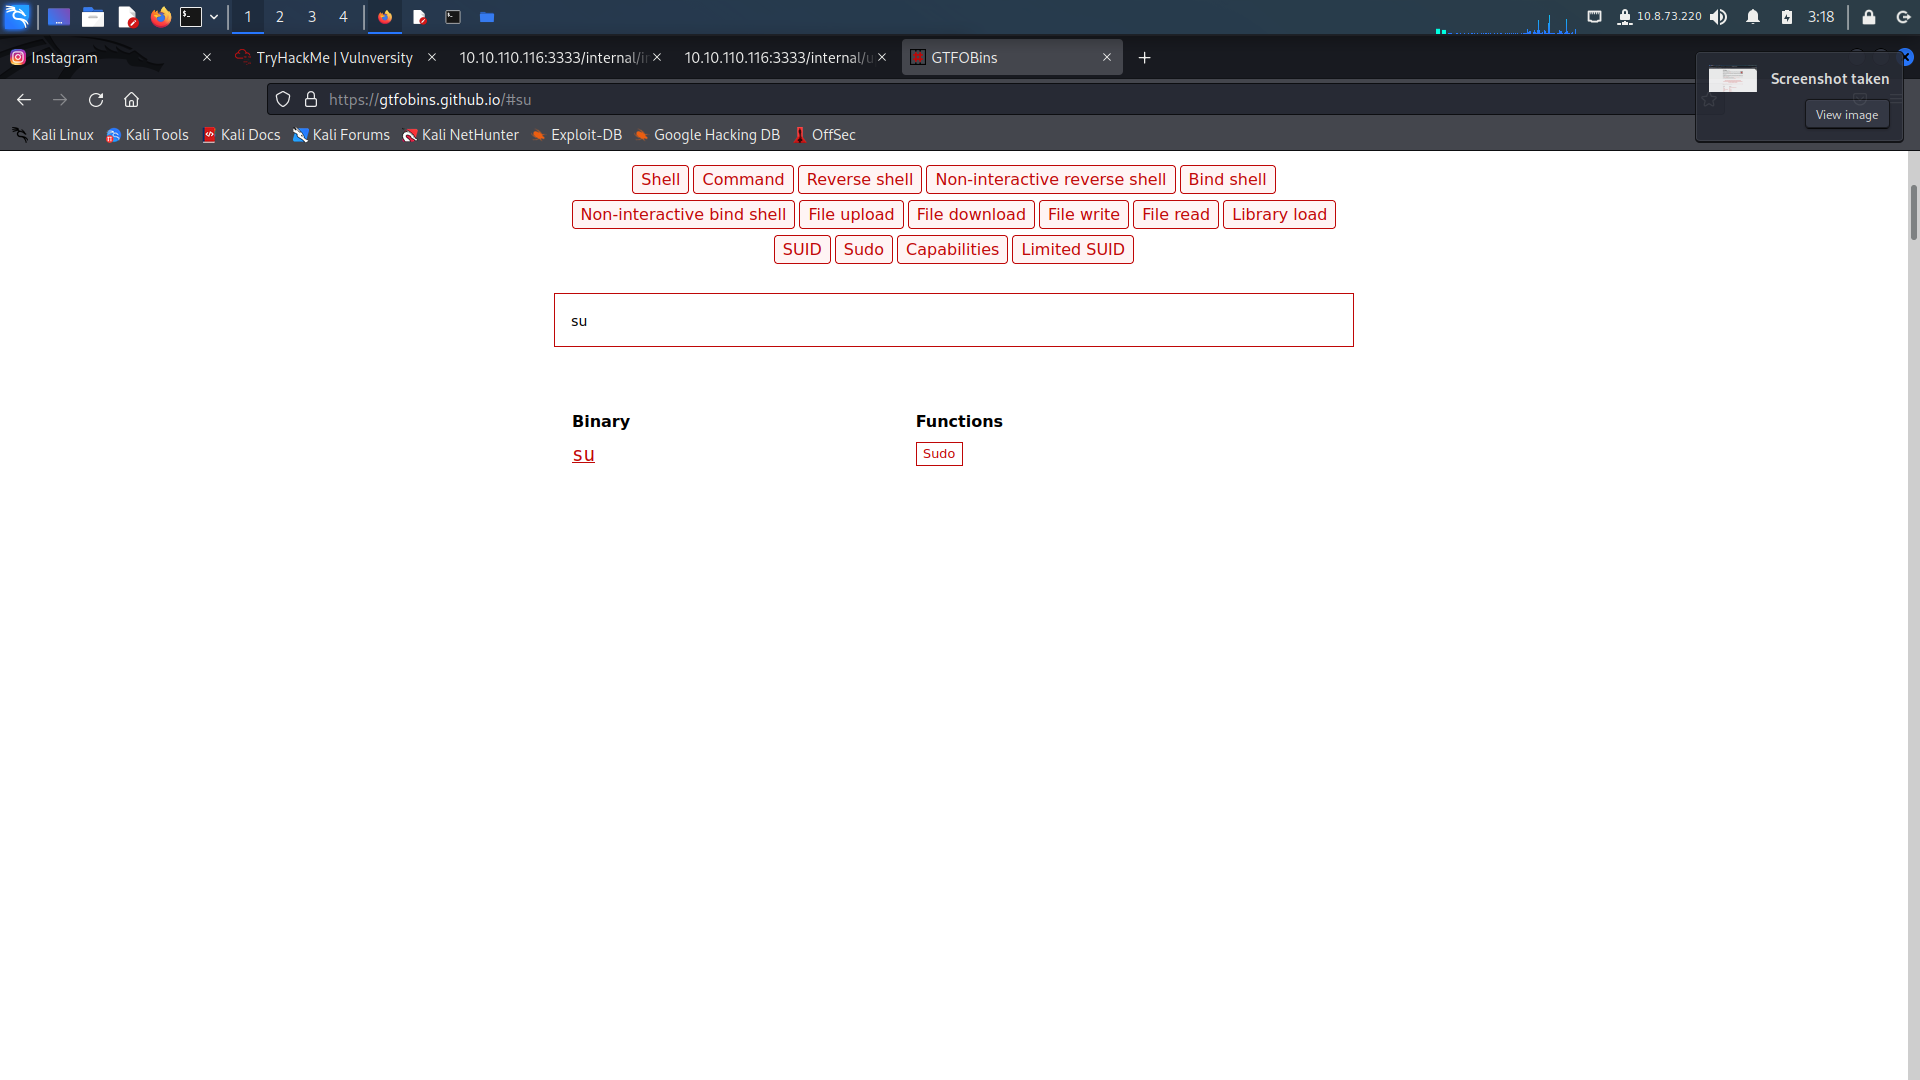 1 2 3 4 10.8.73.220 3:18
Instagram TryHackMe | Vulnversity 10.10.110.116:3333/internal/i 10.10.110.116:3333/internal/u GTFOBins
https://gtfobins.github.io/#su
Screenshot taken
View image
Kali Linux Kali Tools Kali Docs Kali Forums Kali NetHunter Exploit-DB Google Hacking DB OffSec
Shell Command Reverse shell Non-interactive reverse shell Bind shell
Non-interactive bind shell File upload File download File write File read Library load
SUID Sudo Capabilities Limited SUID
su
Binary Functions
su Sudo